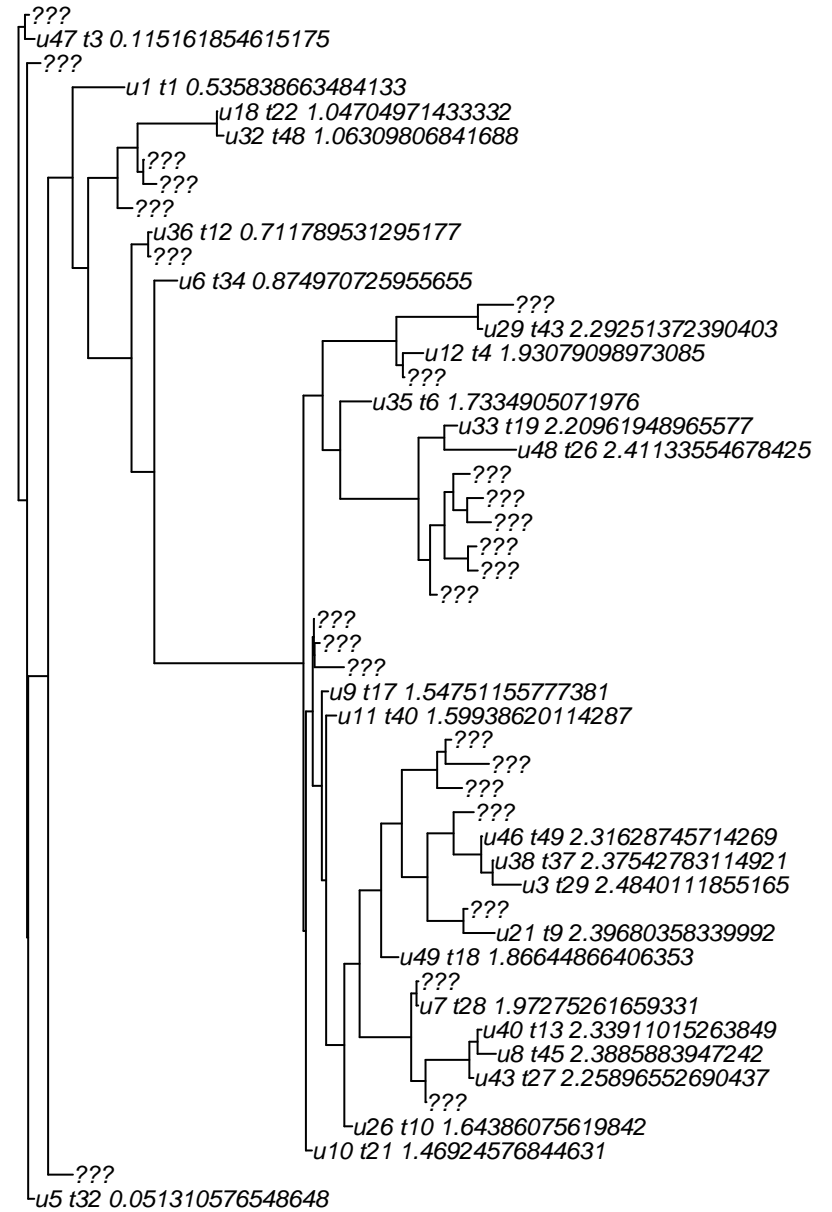 ???
u47 t3 0.115161854615175
???
u1 t1 0.535838663484133
u18 t22 1.04704971433332
u32 t48 1.06309806841688
???
???
???
u36 t12 0.711789531295177
???
u6 t34 0.874970725955655
???
u29 t43 2.29251372390403
u12 t4 1.93079098973085
???
u35 t6 1.7334905071976
u33 t19 2.20961948965577
u48 t26 2.41133554678425
???
???
???
???
???
???
???
???
???
u9 t17 1.54751155777381
u11 t40 1.59938620114287
???
???
???
???
u46 t49 2.31628745714269
u38 t37 2.37542783114921
u3 t29 2.4840111855165
???
u21 t9 2.39680358339992
u49 t18 1.86644866406353
???
u7 t28 1.97275261659331
u40 t13 2.33911015263849
u8 t45 2.3885883947242
u43 t27 2.25896552690437
???
u26 t10 1.64386075619842
u10 t21 1.46924576844631
???
u5 t32 0.051310576548648